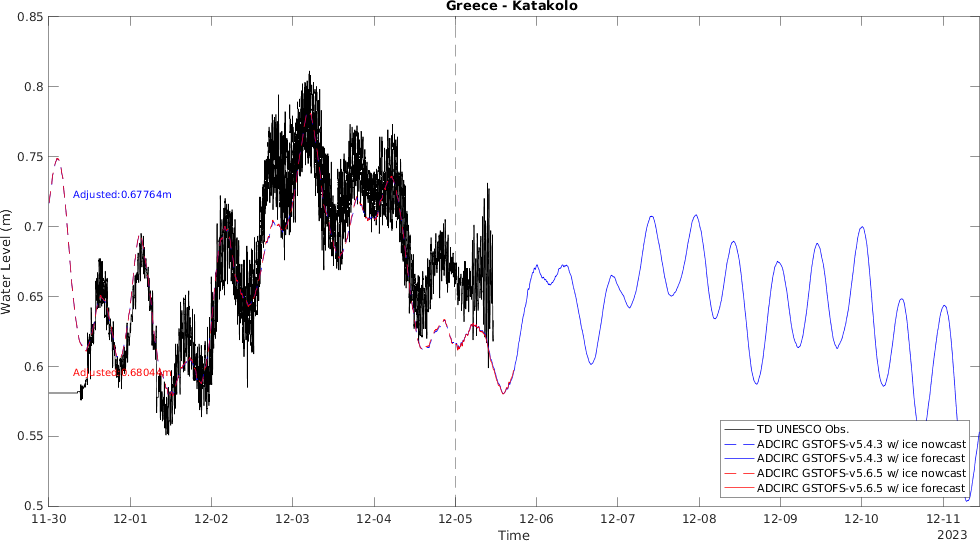 Greece - Katakolo
0.85
0.8
0.75
0.7
0.65
0.6
0.55
0.5
Water Level (m)
Adjusted:0.67764m
Adjusted:0.68044m
TD UNESCO Obs.
ADCIRC GSTOFS-v5.4.3 w/ ice nowcast
ADCIRC GSTOFS-v5.4.3 w/ ice forecast
ADCIRC GSTOFS-v5.6.5 w/ ice nowcast
ADCIRC GSTOFS-v5.6.5 w/ ice forecast
11-30 12-01 12-02 12-03 12-04 12-05 12-06 12-07 12-08 12-09 12-10 12-11
Time
2023